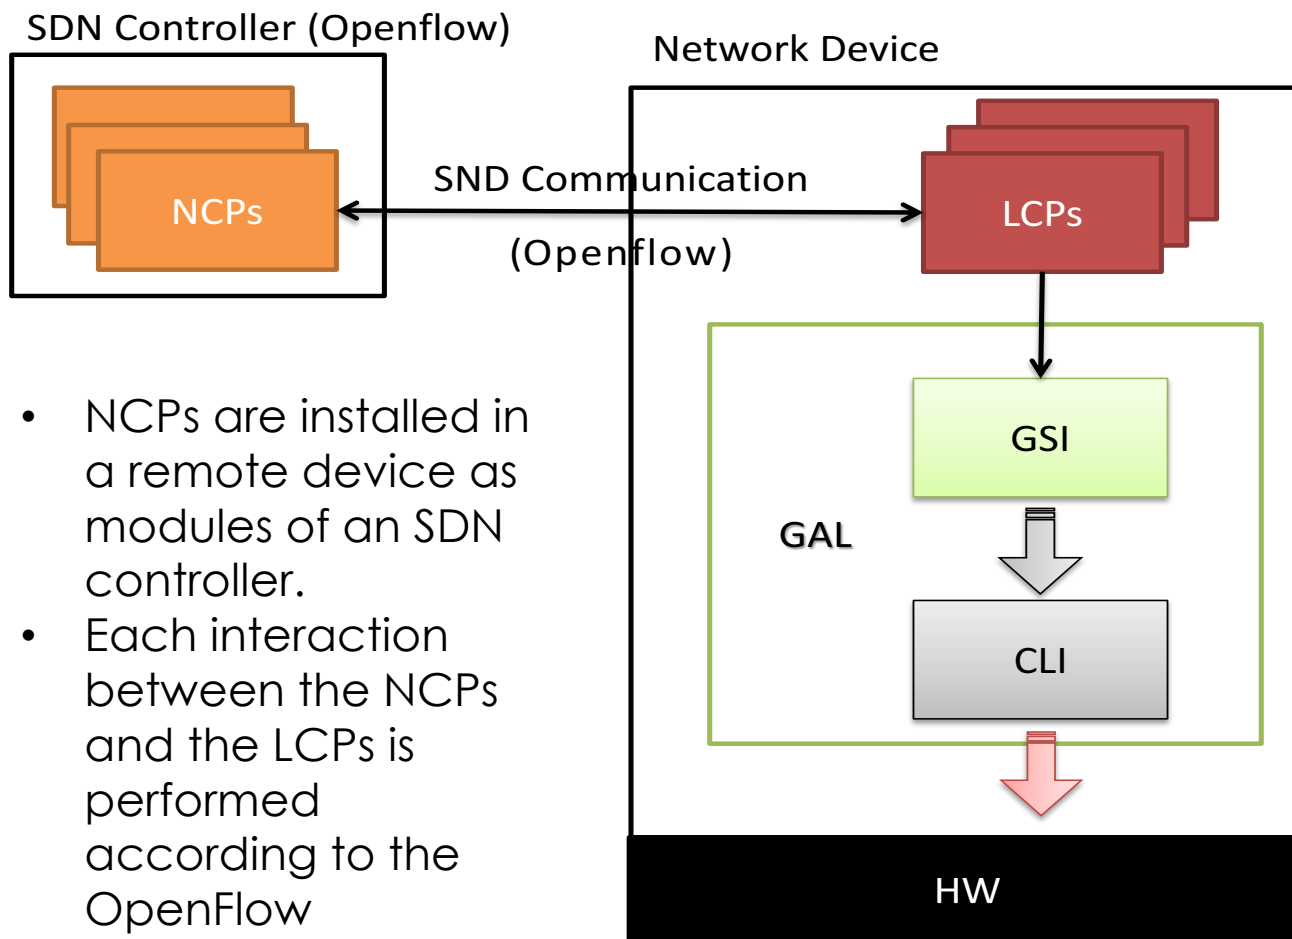 SDN Controller (Openflow)
Network Device
NCPs
SND Communication
(Openflow)
LCPs
GSI
GAL
CLI
HW
• NCPs are installed in
a remote device as
modules of an SDN
controller.
• Each interaction
between the NCPs
and the LCPs is
performed
according to the
OpenFlow